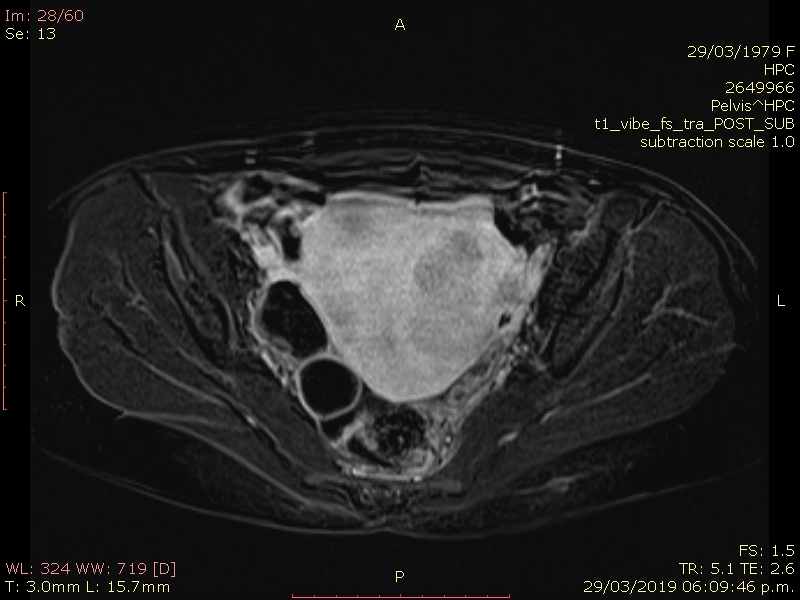 Im: 28/60
Se: 13
A
29/03/1979 F
HPC
2649966
Pelvis^HPC
t1_vibe_fs_tra_POST_SUB
subtraction scale 1.0
R
L
WL: 324 WW: 719 [D]
T: 3.0mm L: 15.7mm
P
FS: 1.5
TR: 5.1 TE: 2.6
29/03/2019 06:09:46 p.m.